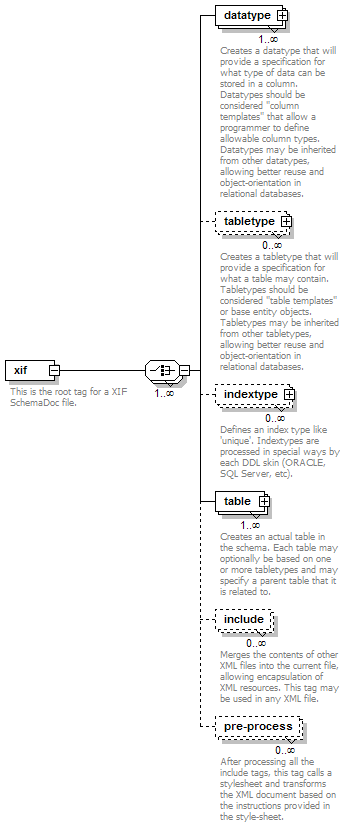 datatype
1..∞
Creates a datatype that will
provide a specification for
what type of data can be
stored in a column.
Datatypes should be
considered "column
templates" that allow a
programmer to define
allowable column types.
Datatypes may be inherited
from other datatypes,
allowing better reuse and
object-orientation in
relational databases.
tabletype
0..∞
Creates a tabletype that will
provide a specification for
what a table may contain.
Tabletypes should be
considered "table templates"
or base entity objects.
Tabletypes may be inherited
from other tabletypes,
allowing better reuse and
object-orientation in
relational databases.
xif
This is the root tag for a XIF
SchemaDoc file.
1..∞
indextype
0..∞
Defines an index type like
'unique'. Indextypes are
processed in special ways by
each DDL skin (ORACLE,
SQL Server, etc).
table
1..∞
Creates an actual table in
the schema. Each table may
optionally be based on one
or more tabletypes and may
specify a parent table that it
is related to.
include
0..∞
Merges the contents of other
XML files into the current file,
allowing encapsulation of
XML resources. This tag may
be used in any XML file.
pre-process
0..∞
After processing all the
include tags, this tag calls a
stylesheet and transforms
the XML document based on
the instructions provided in
the style-sheet.